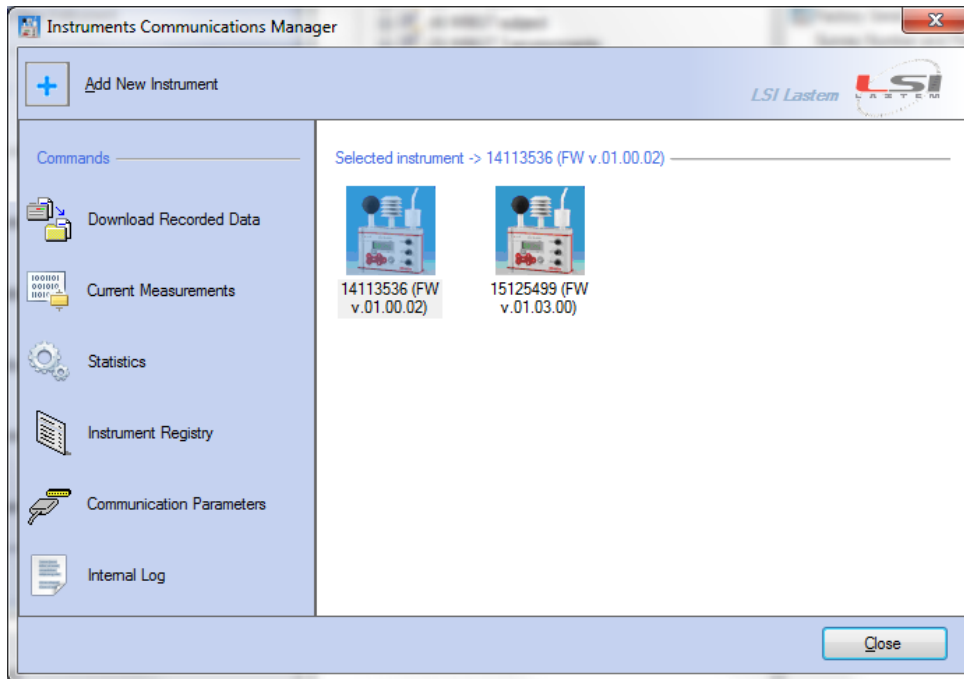 Instruments Communications Manager
Add New Instrument
LSI Lastem
LSI
LASTEM
Commands
Selected instrument -> 14113536 (FW v.01.00.02)
Download Recorded Data
Current Measurements
Statistics
Instrument Registry
Communication Parameters
Internal Log
14113536 (FW
v.01.00.02)
15125499 (FW
v.01.03.00)
Close